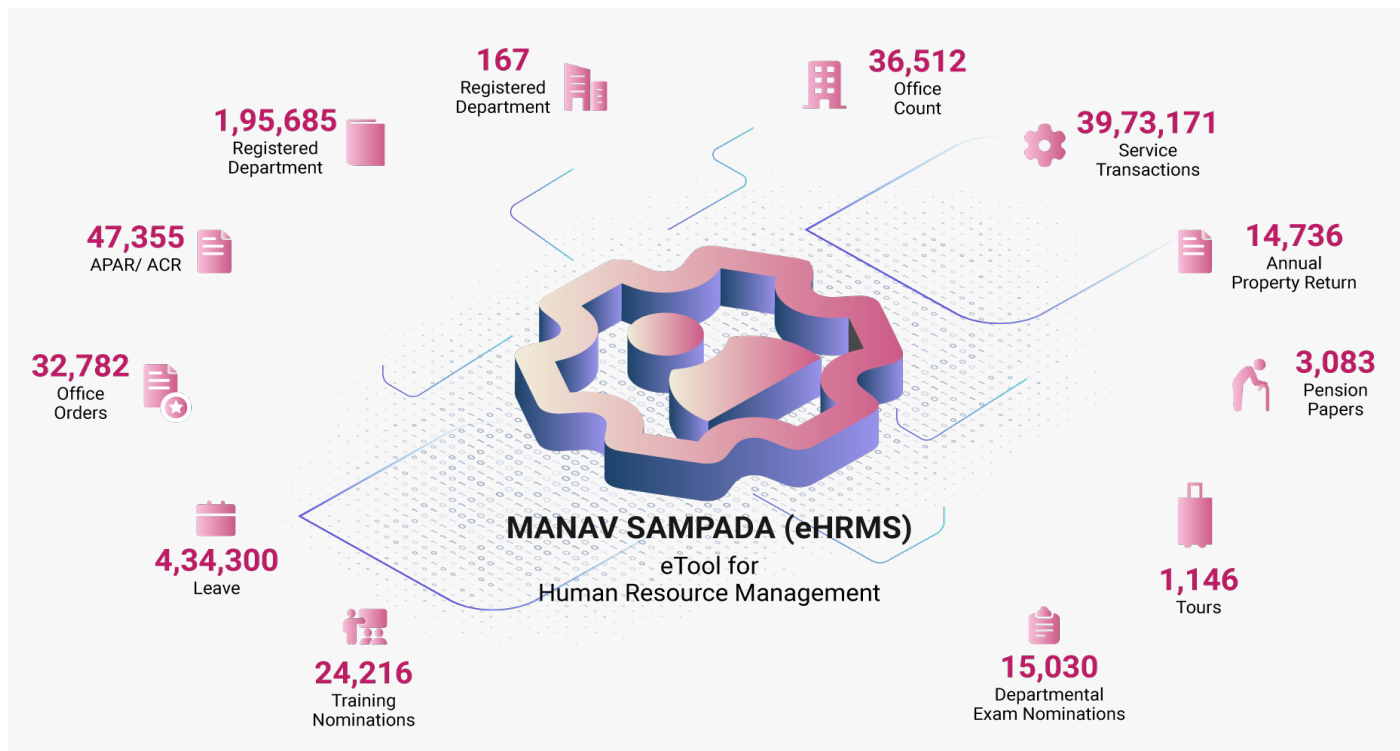 167
Registered
Department
36,512
Office
Count
1,95,685
Registered
Department
39,73,171
Service
Transactions
47,355
APAR/ ACR
14,736
Annual
Property Return
32,782
Office
Orders
3,083
Pension
Papers
MANAV SAMPADA (eHRMS)
eTool for
Human Resource Management
4,34,300
Leave
1,146
Tours
24,216
Training
Nominations
15,030
Departmental
Exam Nominations